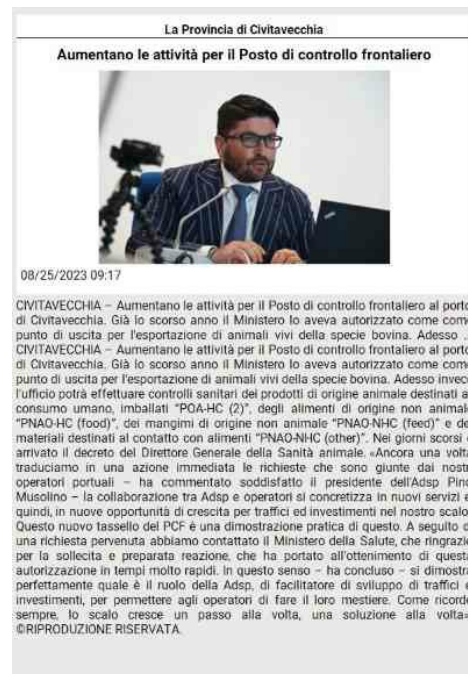 La Provincia di Civitavecchia
Aumentano le attività per il Posto di controllo frontaliero
08/25/2023 09:17
CIVITAVECCHIA – Aumentano le attività per il Posto di controllo frontaliero al porto
di Civitavecchia. Già lo scorso anno il Ministero lo aveva autorizzato come come
punto di uscita per l'esportazione di animali vivi della specie bovina. Adesso ...
CIVITAVECCHIA – Aumentano le attività per il Posto di controllo frontaliero al porto
di Civitavecchia. Già lo scorso anno il Ministero lo aveva autorizzato come come
punto di uscita per l'esportazione di animali vivi della specie bovina. Adesso invece
l'ufficio potrà effettuare controlli sanitari dei prodotti di origine animale destinati al
consumo umano, imballati "POA-HC (2)", degli alimenti di origine non animale
"PNAO-HC (food)", dei mangimi di origine non animale "PNAO-NHC (feed)" e dei
materiali destinati al contatto con alimenti "PNAO-NHC (other)". Nei giorni scorsi è
arrivato il decreto del Direttore Generale della Sanità animale. «Ancora una volta
traduciamo in una azione immediata le richieste che sono giunte dai nostri
operatori portuali – ha commentato soddisfatto il presidente dell'Adsp Pino
Musolino – la collaborazione tra Adsp e operatori si concretizza in nuovi servizi e
quindi, in nuove opportunità di crescita per traffici ed investimenti nel nostro scalo.
Questo nuovo tassello del PCF è una dimostrazione pratica di questo. A seguito di
una richiesta pervenuta abbiamo contattato il Ministero della Salute, che ringrazio
per la sollecita e preparata reazione, che ha portato all'ottenimento di questa
autorizzazione in tempi molto rapidi. In questo senso – ha concluso – si dimostra
perfettamente quale è il ruolo della Adsp, di facilitatore di sviluppo di traffici e
investimenti, per permettere agli operatori di fare il loro mestiere. Come ricordo
sempre, lo scalo cresce un passo alla volta, una soluzione alla volta»
©RIPRODUZIONE RISERVATA.